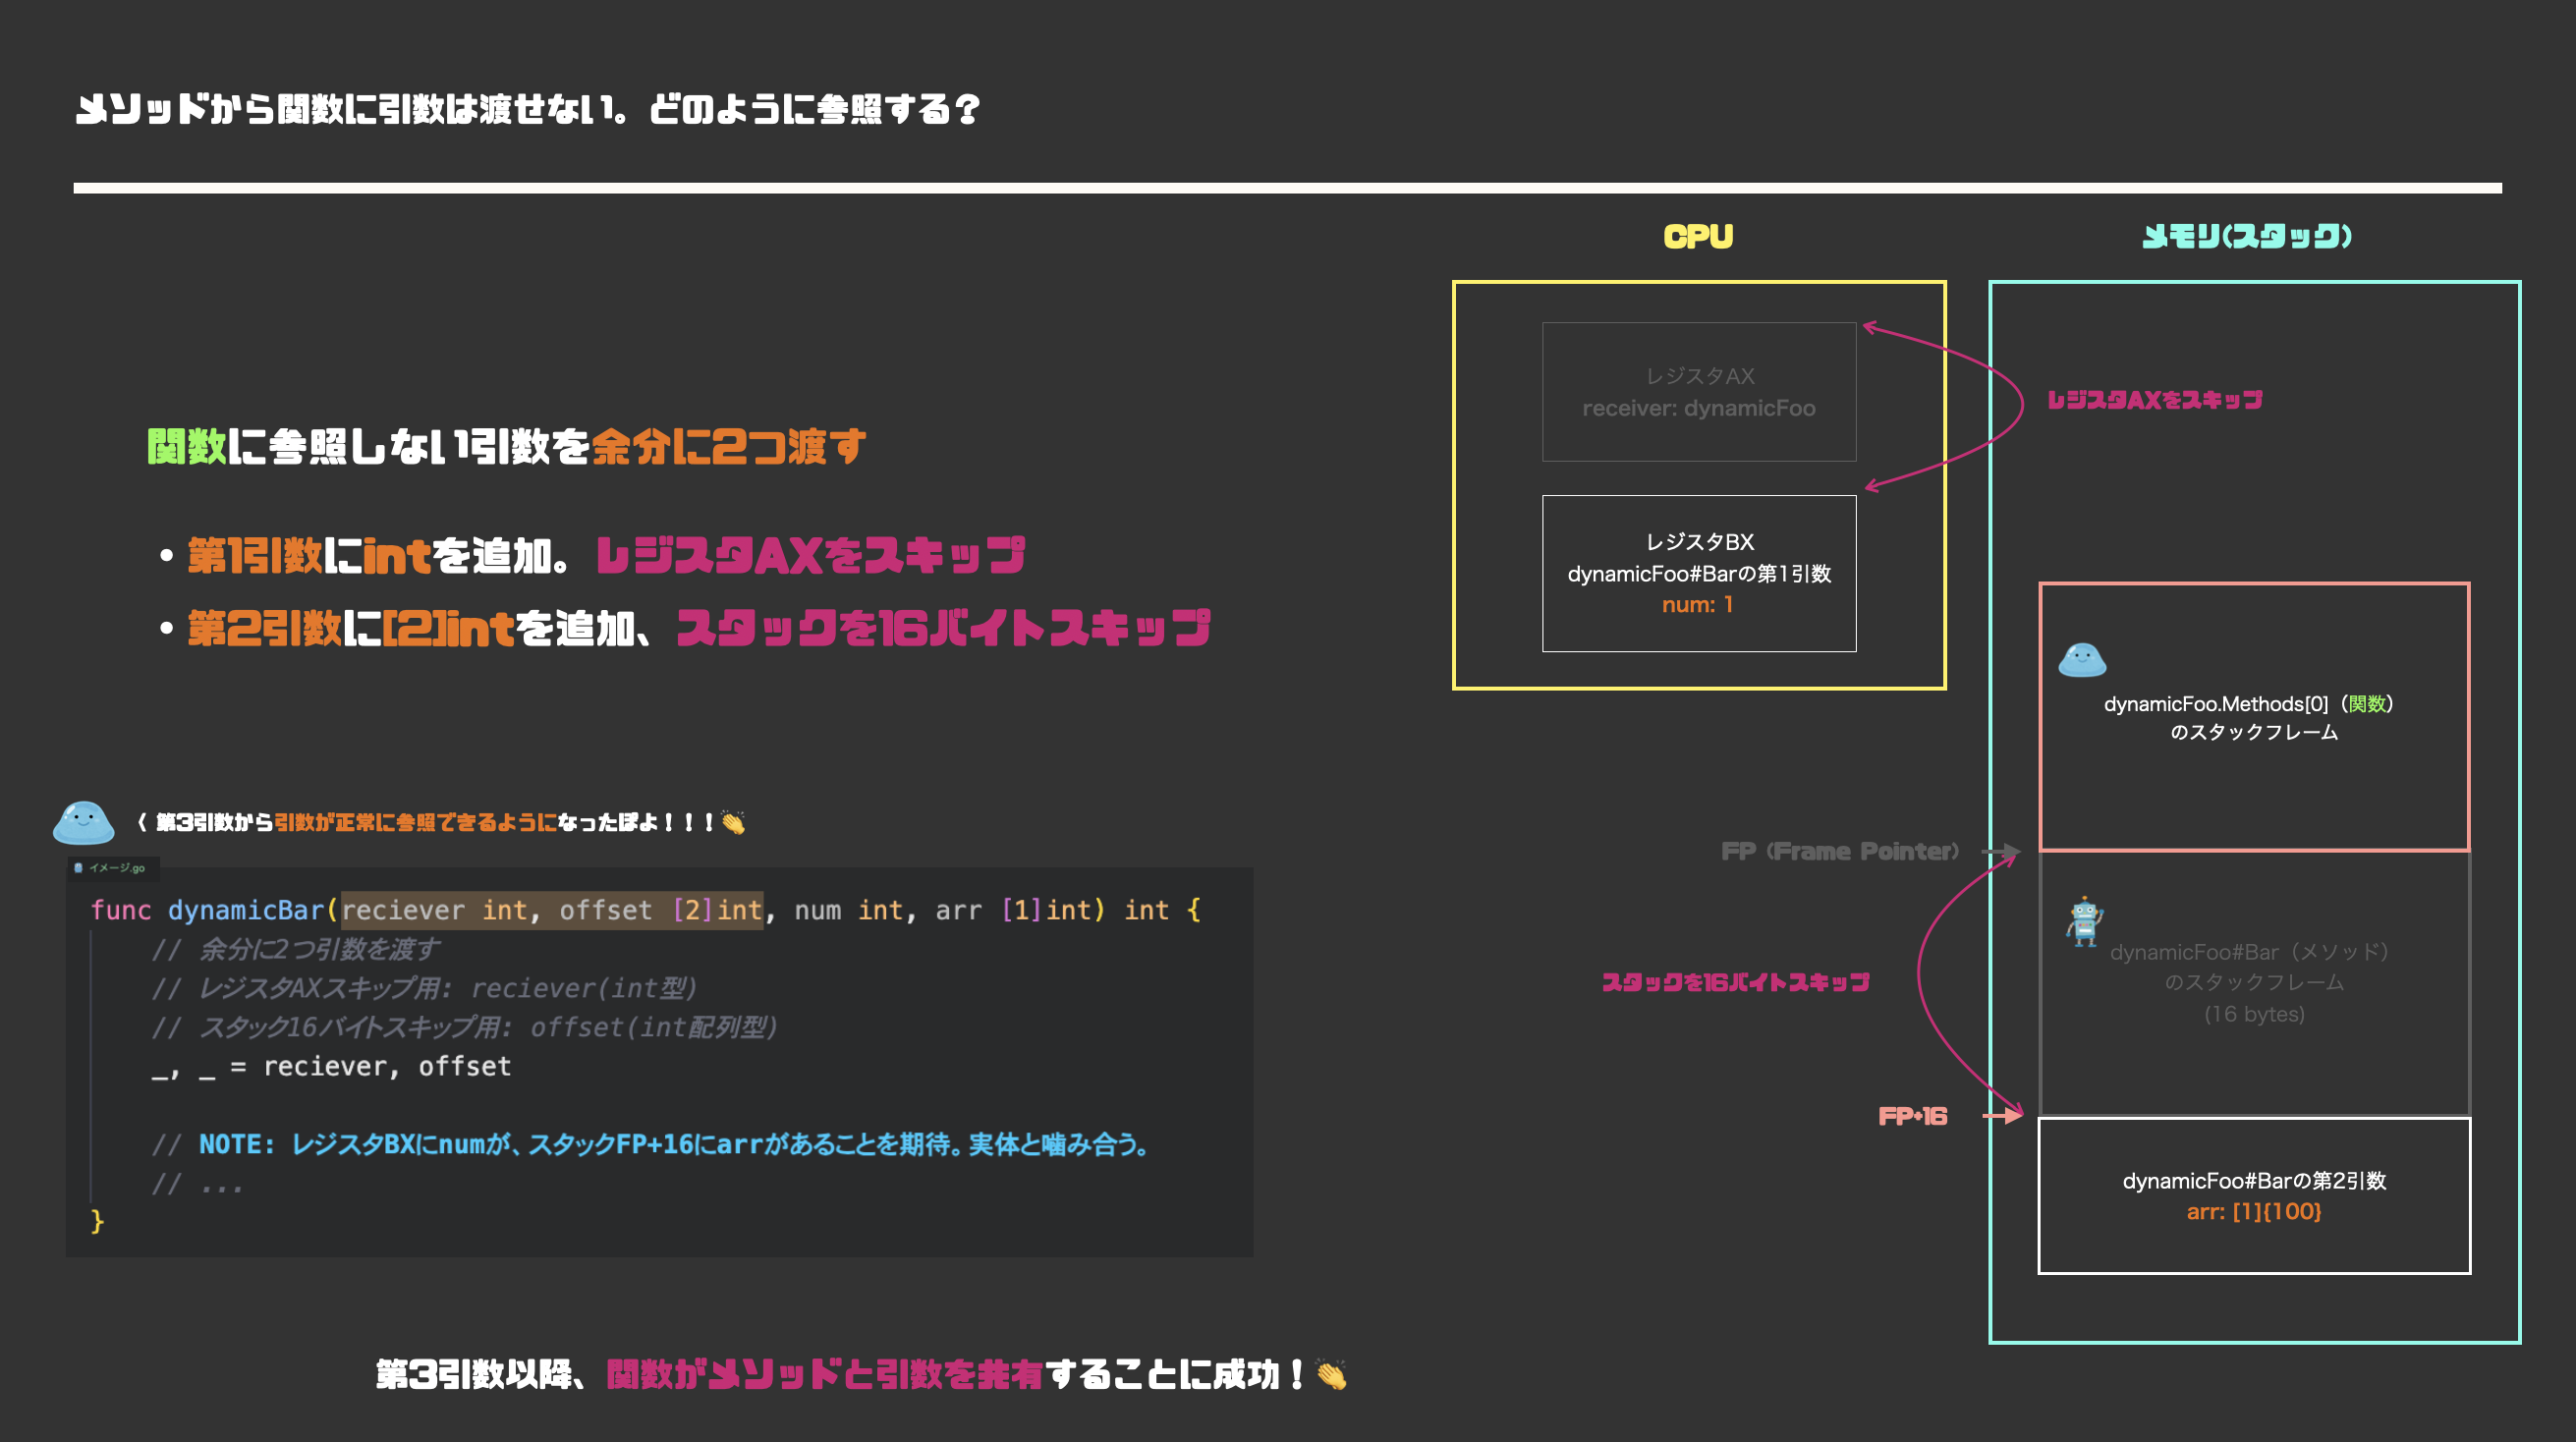 メソッドから関数に引数は渡せない。どのように参照する？
関数に参照しない引数を余分に2つ渡す
• 第1引数にintを追加。レジスタAXをスキップ
• 第2引数に[2]intを追加、スタックを16バイトスキップ
〈 第3引数から引数が正常に参照できるようになったぽよ！！！👏
イメージ.go
func dynamicBar(reciever int, offset [2]int, num int, arr [1]int) int {
// 余分に2つ引数を渡す
// レジスタAXスキップ用: reciever(int型)
// スタック16バイトスキップ用: offset(int配列型)
_, _ = reciever, offset
// NOTE: レジスタBXにnumが、スタックFP+16にarrがあることを期待。実体と噛み合う。
// ...
}
第3引数以降、関数がメソッドと引数を共有することに成功！👏
CPU
レジスタAX
receiver: dynamicFoo
レジスタBX
dynamicFoo#Barの第1引数
num: 1
レジスタAXをスキップ
メモリ(スタック)
dynamicFoo.Methods[0]（関数）
のスタックフレーム
FP (Frame Pointer)
dynamicFoo#Bar（メソッド）
のスタックフレーム
(16 bytes)
スタックを16バイトスキップ
FP+16
dynamicFoo#Barの第2引数
arr: [1]{100}